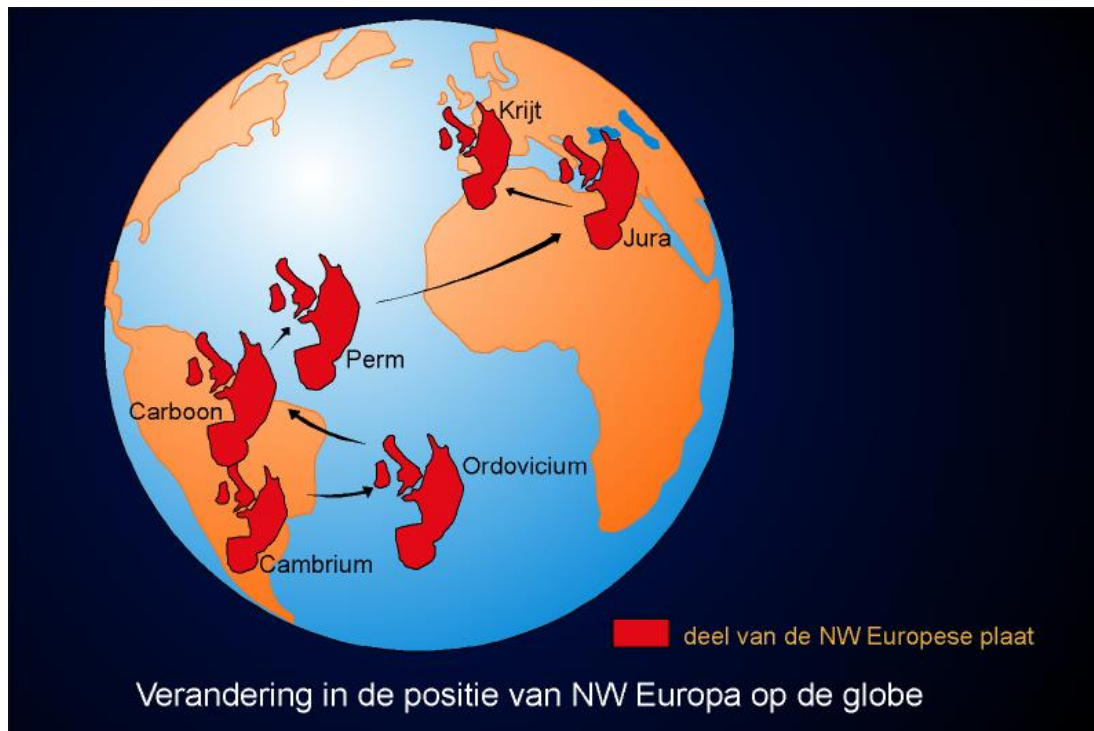 Krijt
Jura
Perm
Carboon
Ordovicium
Cambrium
deel van de NW Europese plaat
Verandering in de positie van NW Europa op de globe